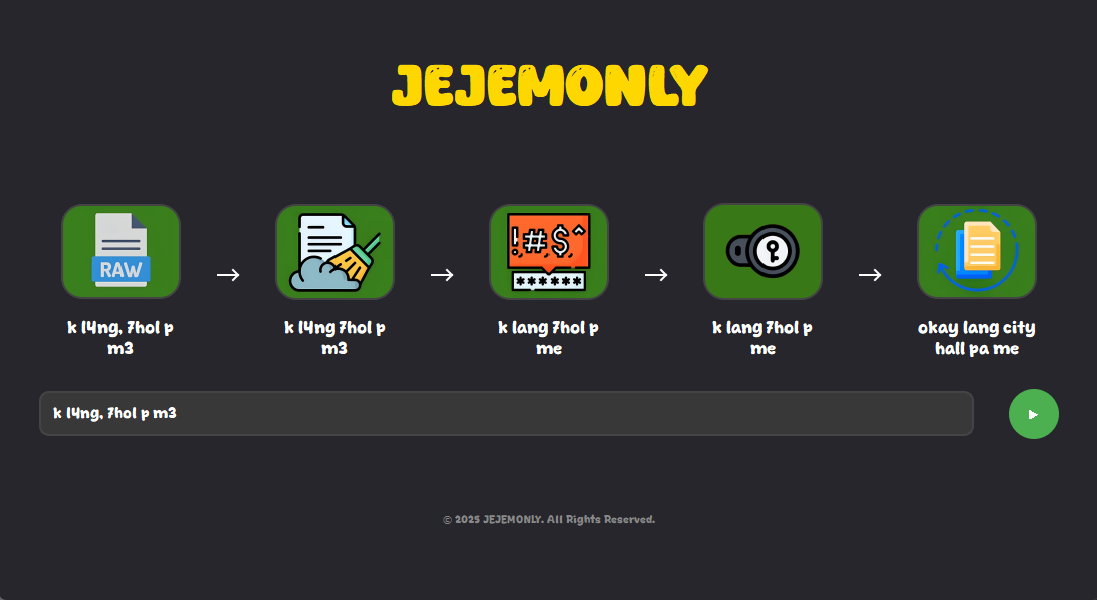 JEJEMONLY
RAW
!#$^
******
→ → → →
k l4ng, 7hol p
m3
k l4ng 7hol p
m3
k lang 7hol p
me
k lang 7hol p
me
okay lang city
hall pa me
k l4ng, 7hol p m3
© 2025 JEJEMONLY. All Rights Reserved.